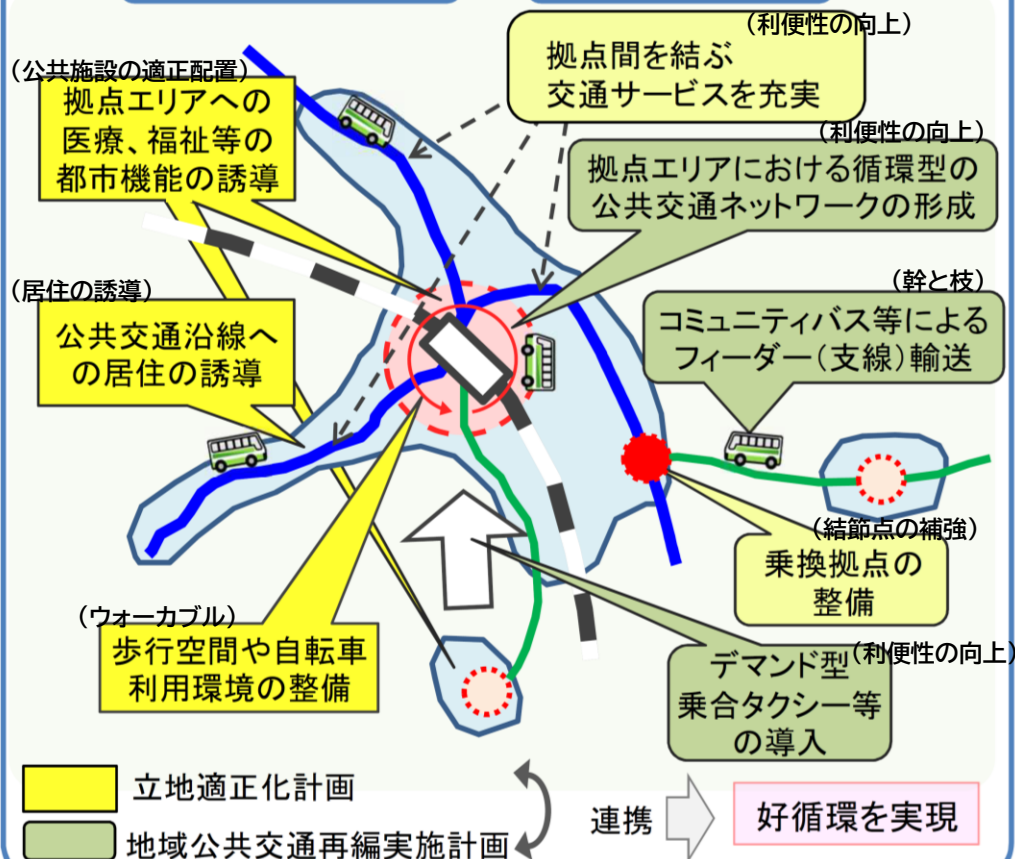 （利便性の向上）
拠点間を結ぶ
交通サービスを充実
（公共施設の適正配置）
拠点エリアへの
医療、福祉等の
都市機能の誘導
（利便性の向上）
拠点エリアにおける循環型の
公共交通ネットワークの形成
（居住の誘導）
公共交通沿線へ
の居住の誘導
（幹と枝）
コミュニティバス等による
フィーダー（支線）輸送
（結節点の補強）
乗換拠点の
整備
（ウォーカブル）
歩行空間や自転車
利用環境の整備
（利便性の向上）
デマンド型
乗合タクシー等
の導入
立地適正化計画
地域公共交通再編実施計画
連携
好循環を実現